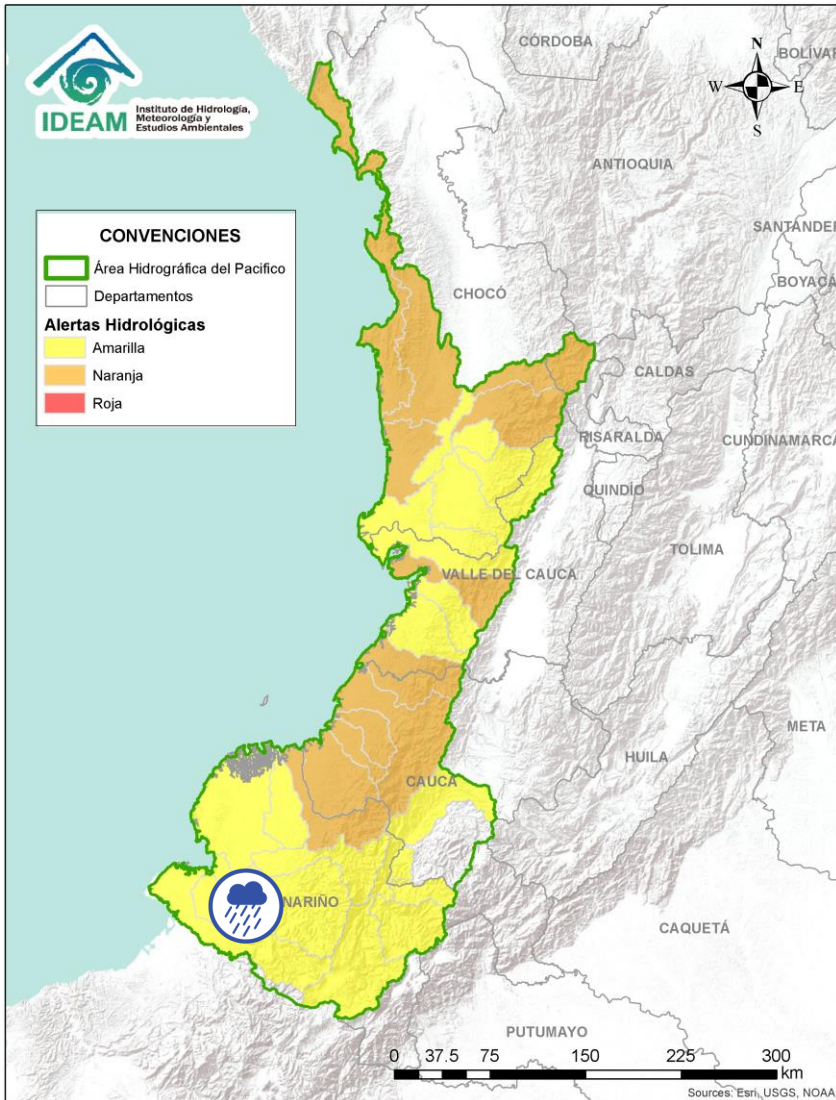 IDEAM
Instituto de Hidrología,
Meteorología y
Estudios Ambientales
CÓRDOBA
BOLÍVAR
N
W
E
S
ANTIOQUIA
SANTANDER
BOYACÁ
CONVENCIONES
Área Hidrográfica del Pacifico
Departamentos
Alertas Hidrológicas
Amarilla
Naranja
Roja
CHOCÓ
CALDAS
RISARALDA
CUNDINAMARCA
QUINDÍO
TOLIMA
VALLE DEL CAUCA
META
HUILA
CAUCA
NARIÑO
CAQUETÁ
PUTUMAYO
0 37.5 75 150 225 300
km
Sources: Esri, USGS, NOAA